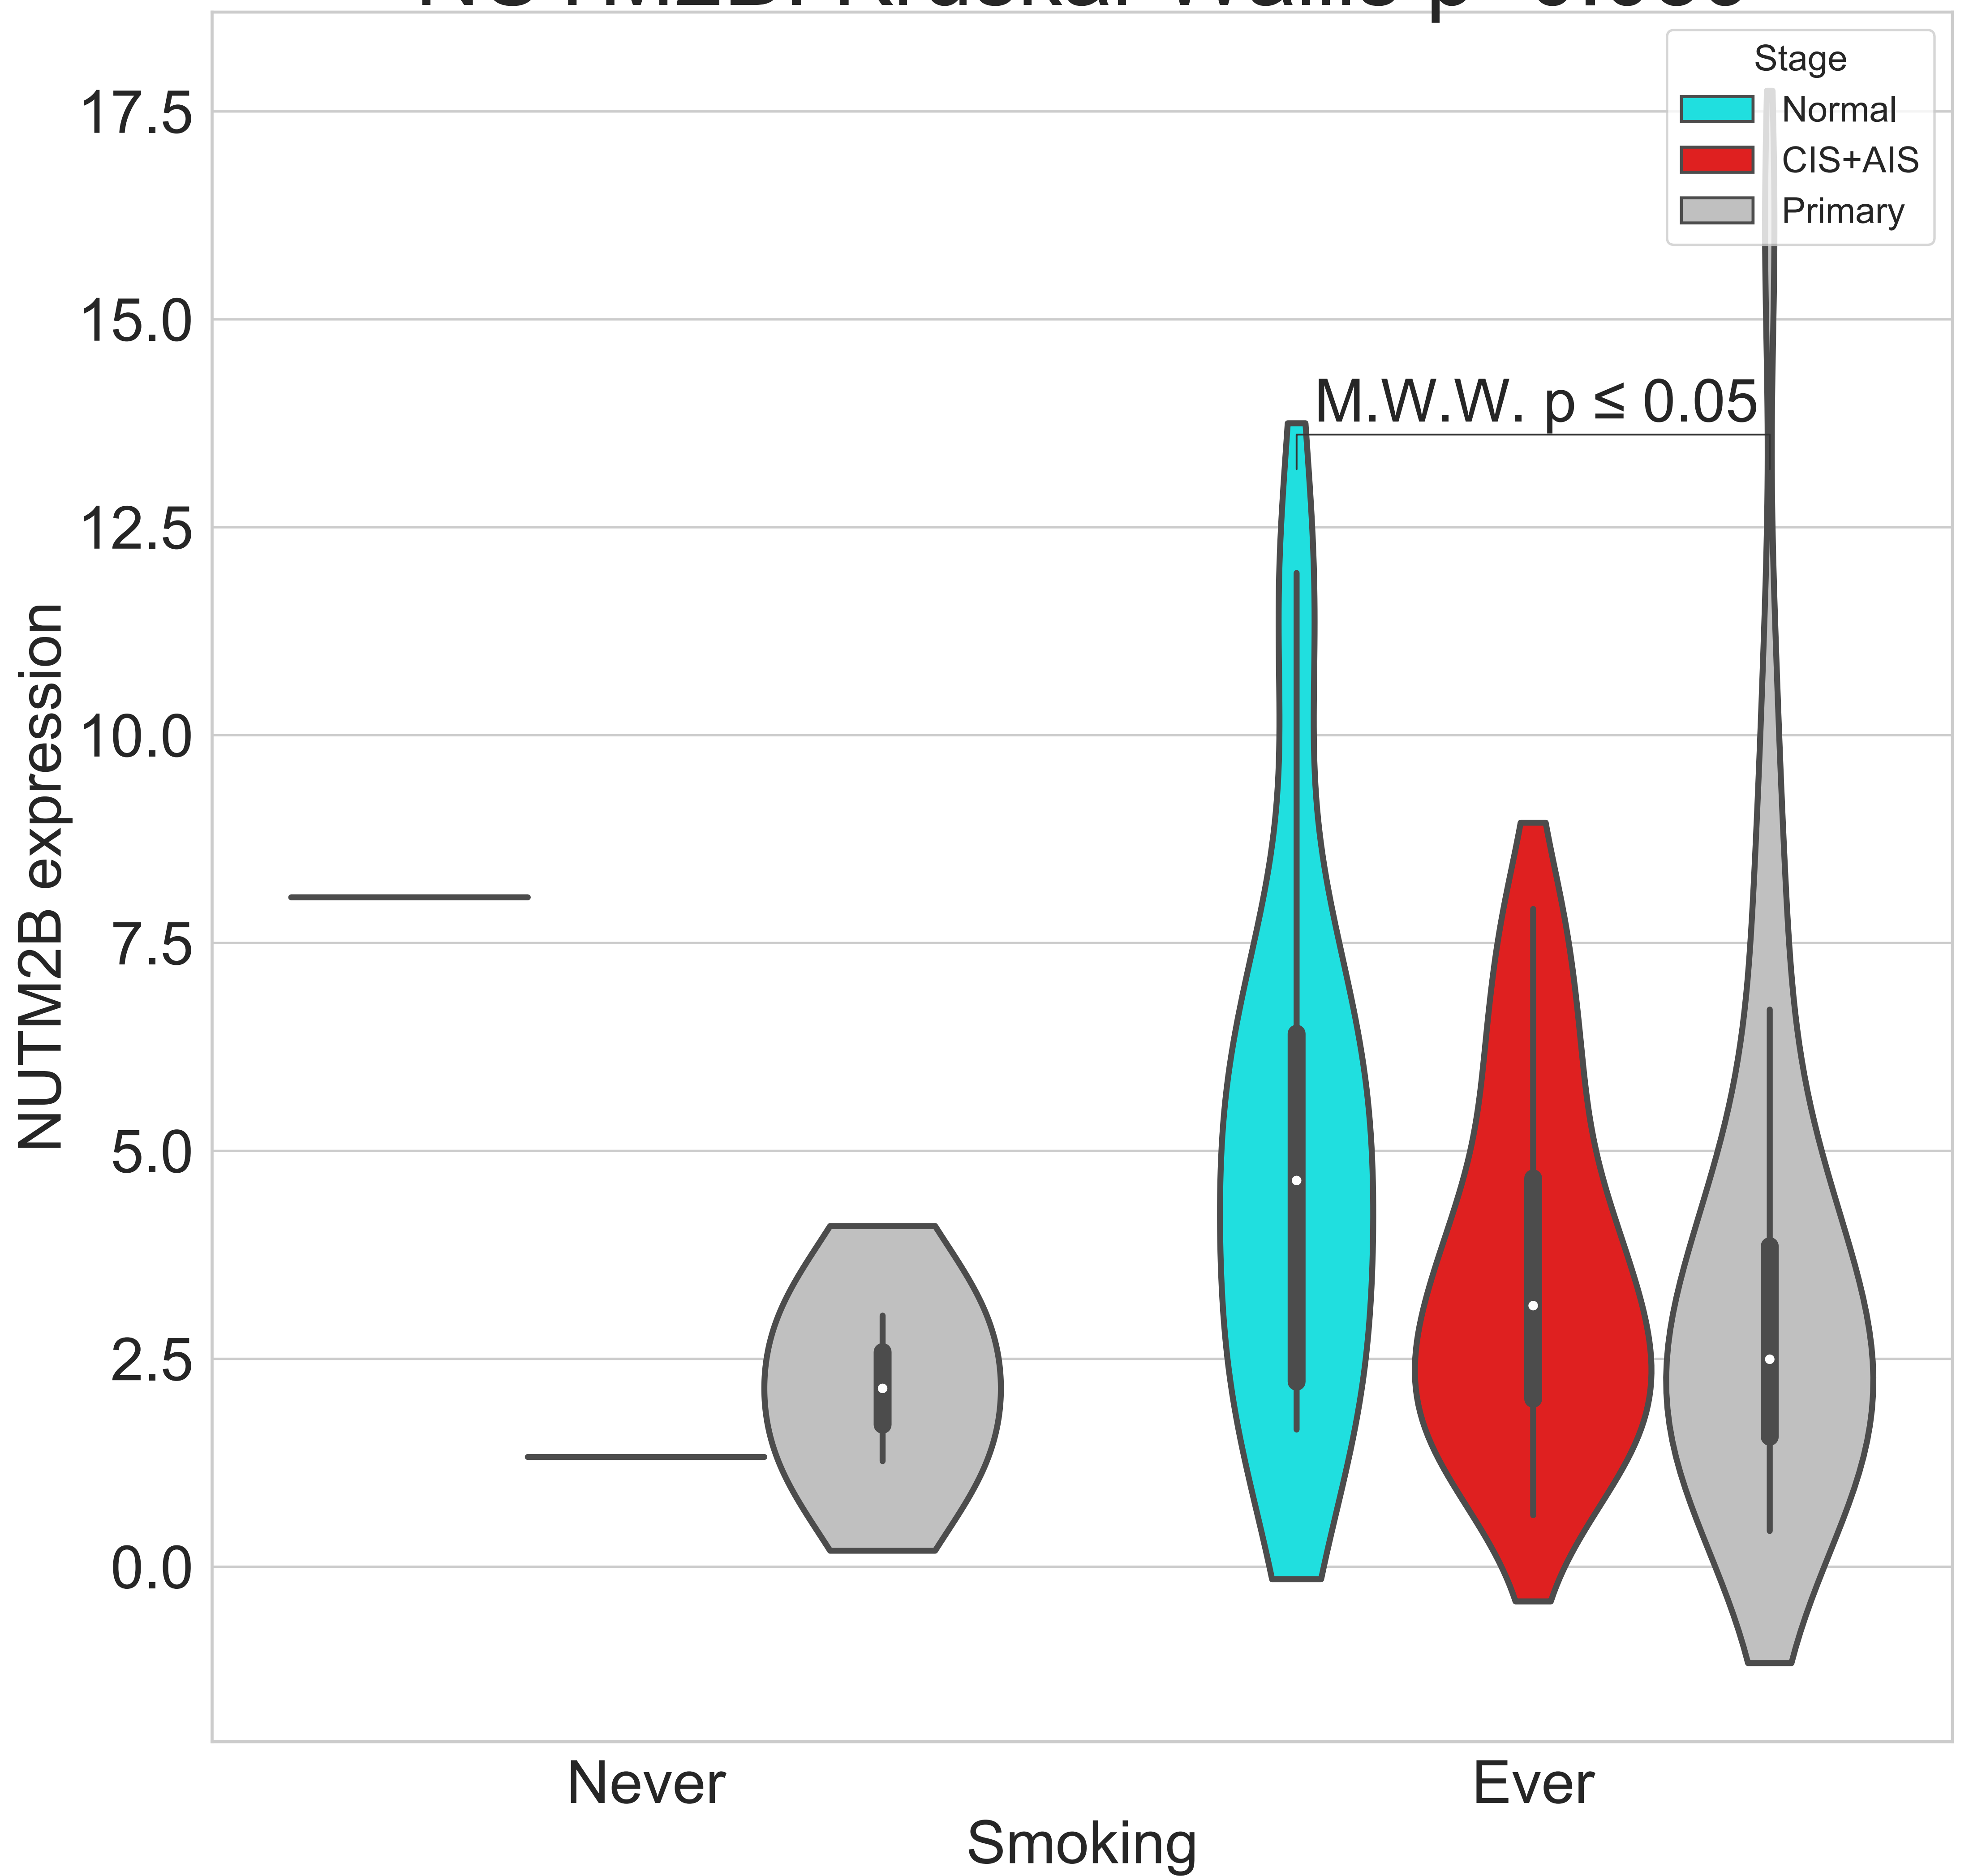 Stage
Normal
CIS+AIS
Primary
17.5
15.0
12.5
10.0
7.5
5.0
2.5
0.0
M.W.W. p ≤ 0.05
NUTM2B expression
Never
Ever
Smoking